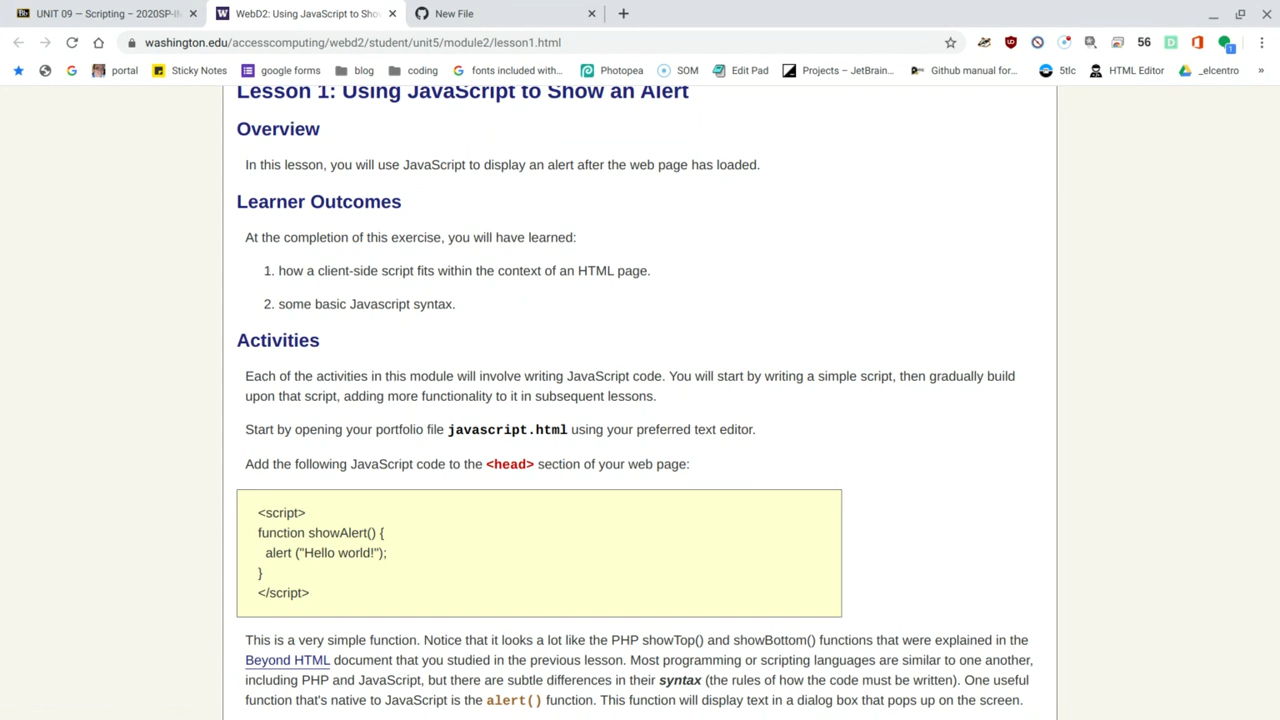 UNIT 09 — Scripting – 2020SP-I
WebD2: Using JavaScript to Sho
New File
washington.edu/accesscomputing/webd2/student/unit5/module2/lesson1.html
56
portal
Sticky Notes
google forms
blog
coding
fonts included with...
Photopea
SOM
Edit Pad
Projects – JetBrain...
Github manual for...
5tlc
HTML Editor
_elcentro
»
Lesson 1: Using JavaScript to Show an Alert
Overview
In this lesson, you will use JavaScript to display an alert after the web page has loaded.
Learner Outcomes
At the completion of this exercise, you will have learned:
1. how a client-side script fits within the context of an HTML page.
2. some basic Javascript syntax.
Activities
Each of the activities in this module will involve writing JavaScript code. You will start by writing a simple script, then gradually build
upon that script, adding more functionality to it in subsequent lessons.
Start by opening your portfolio file javascript.html using your preferred text editor.
Add the following JavaScript code to the <head> section of your web page:
<script>
function showAlert() {
alert ("Hello world!");
}
</script>
This is a very simple function. Notice that it looks a lot like the PHP showTop() and showBottom() functions that were explained in the
Beyond HTML document that you studied in the previous lesson. Most programming or scripting languages are similar to one another,
including PHP and JavaScript, but there are subtle differences in their syntax (the rules of how the code must be written). One useful
function that's native to JavaScript is the alert() function. This function will display text in a dialog box that pops up on the screen.